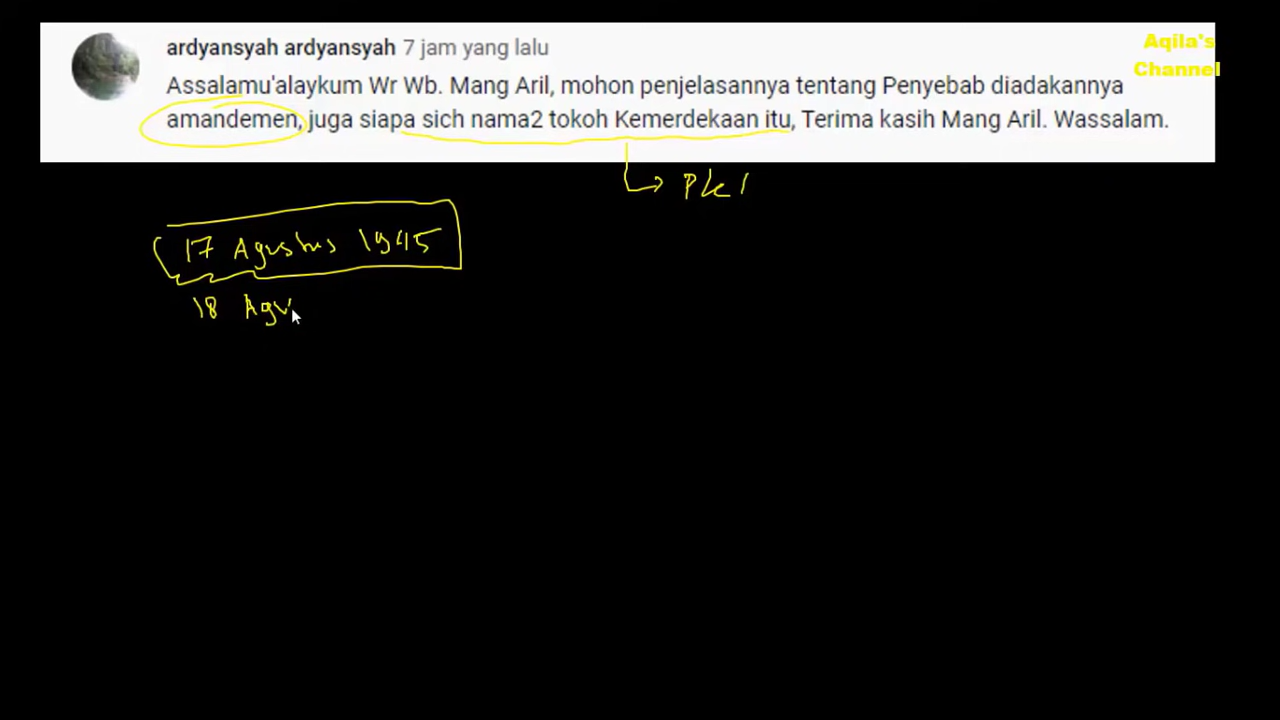 ardyansyah ardyansyah 7 jam yang lalu
Aqila's
Channel
Assalamu'alaykum Wr Wb. Mang Aril, mohon penjelasannya tentang Penyebab diadakannya
amandemen, juga siapa sich nama2 tokoh Kemerdekaan itu, Terima kasih Mang Aril. Wassalam.
PkI
17 Agustus 1945
18 Agu